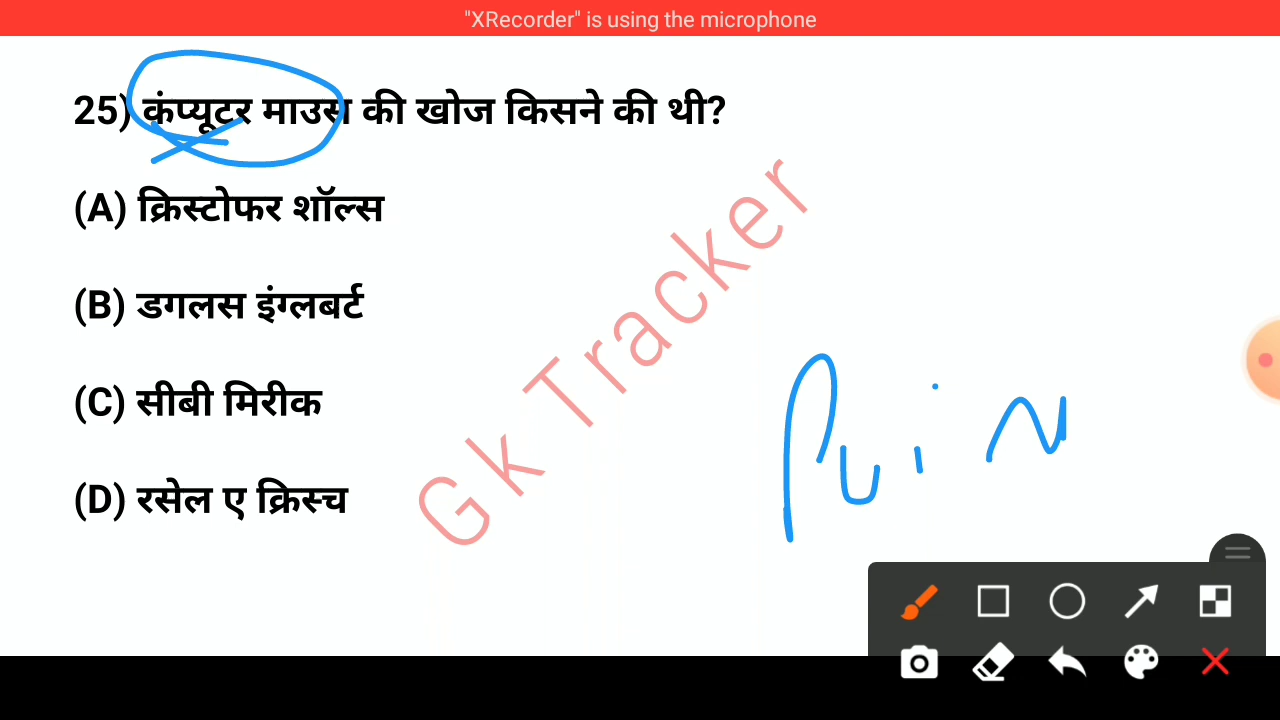 "XRecorder" is using the microphone
25) कंप्यूटर माउस की खोज किसने की थी?
(A) क्रिस्टोफर शॉल्स
(B) डगलस इंग्लबर्ट
(C) सीबी मिरीक
(D) रसेल ए क्रिस्च
Gk Tracker